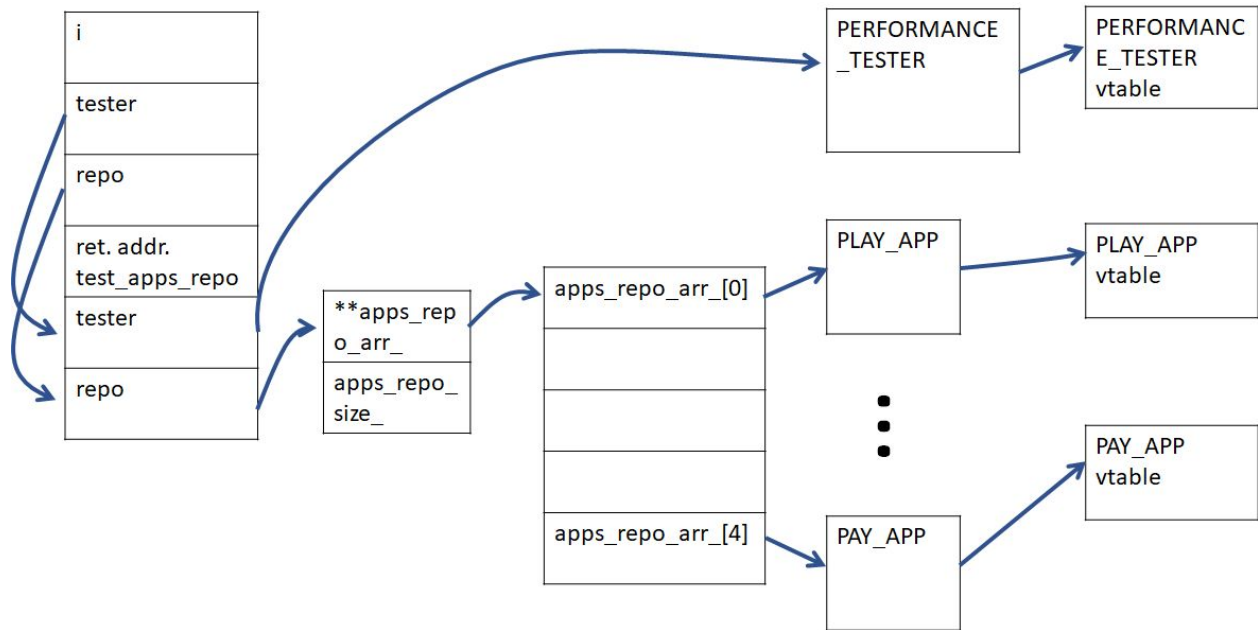 i
tester
repo
ret. addr.
test_apps_repo
tester
repo
**apps_rep
o_arr_
apps_repo_
size_
apps_repo_arr_[0]
apps_repo_arr_[4]
PERFORMANCE
_TESTER
PLAY_APP
PAY_APP
PERFORMANC
E_TESTER
vtable
PLAY_APP
vtable
PAY_APP
vtable